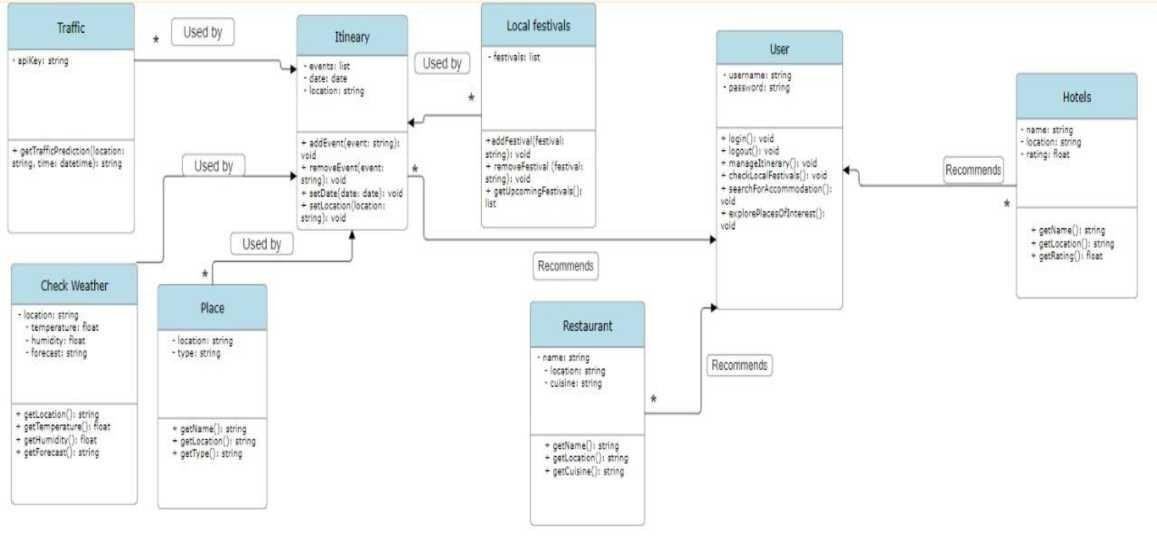 Traffic
- apiKey: string
+ getTrafficPrediction(location:
string, time: datetime): string
*
Used by
Itineary
- events: list
- date: date
- location: string
+ addEvent(event: string):
void
+ removeEvent(event:
string): void
+ setDate(date: date): void
+ setLocation(location:
string): void
Used by
*
Local festivals
- festivals: list
+addFestival(festival:
string): void
+ removeFestival (festival:
string): void
+ getUpcomingFestivals():
list
User
- username: string
- password: string
+ login(): void
+ logout(): void
+ manageItinerary(): void
+ checkLocalFestivals(): void
+ searchForAccommodation():
void
+ explorePlacesOfInterest():
void
Hotels
- name: string
- location: string
- rating: float
+ getName(): string
+ getLocation(): string
+ getRating(): float
Recommends
*
Used by
*
Recommends
Used by
*
Check Weather
- location: string
- temperature: float
- humidity: float
- forecast: string
+ getLocation(): string
+ getTemperature(): float
+ getHumidity(): float
+ getForecast(): string
Place
- location: string
- type: string
+ getName(): string
+ getLocation(): string
+ getType(): string
Restaurant
- name: string
- location: string
- cuisine: string
+ getName(): string
+ getLocation(): string
+ getCuisine(): string
Recommends
*